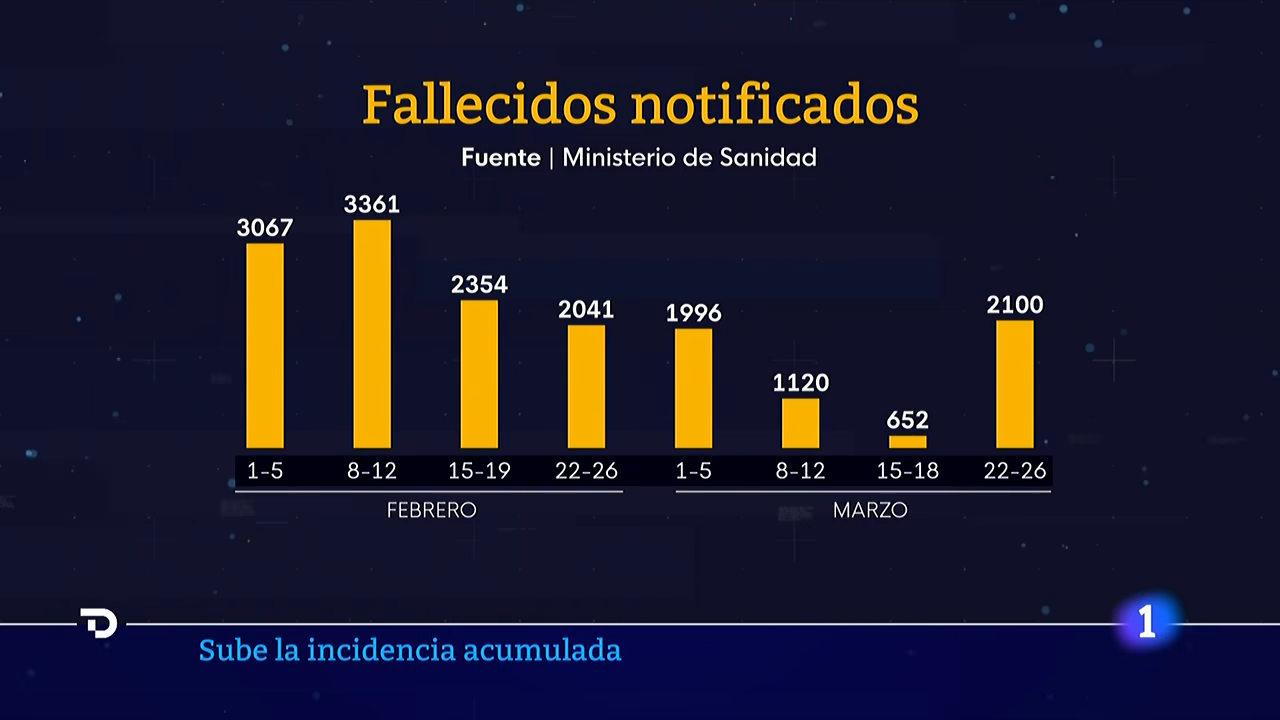 Fallecidos notificados
Fuente | Ministerio de Sanidad
3067 3361 2354 2041 1996 1120 652 2100
1-5 8-12 15-19 22-26 1-5 8-12 15-18 22-26
FEBRERO MARZO
1
Sube la incidencia acumulada